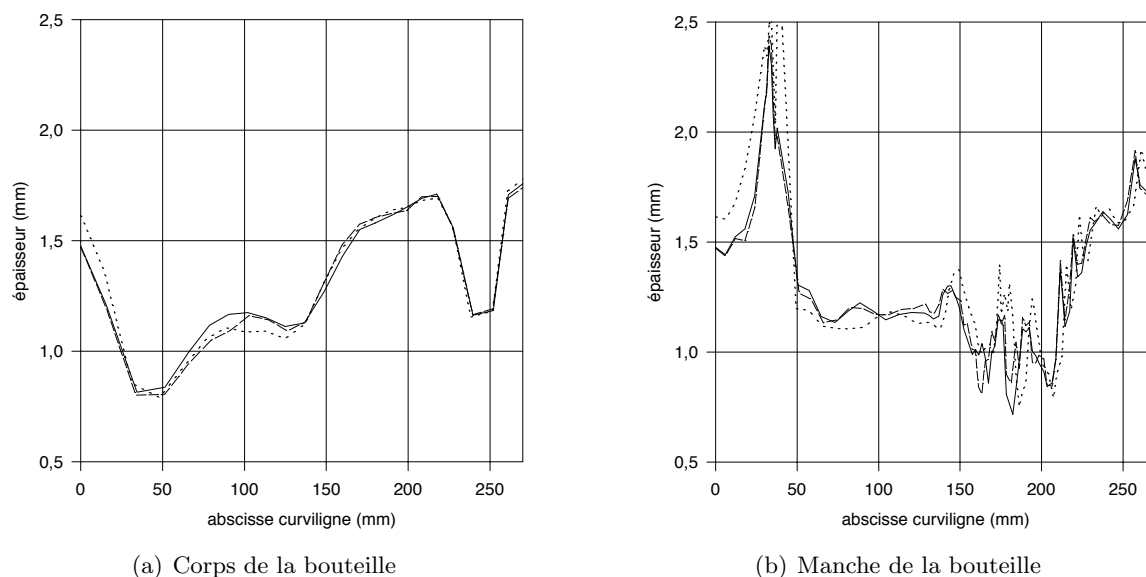 2,5
2,0
1,5
1,0
0,5
épaisseur (mm)
0 50 100 150 200 250
abscisse curviligne (mm)
(a) Corps de la bouteille
2,5
2,0
1,5
1,0
0,5
épaisseur (mm)
0 50 100 150 200 250
abscisse curviligne (mm)
(b) Manche de la bouteille